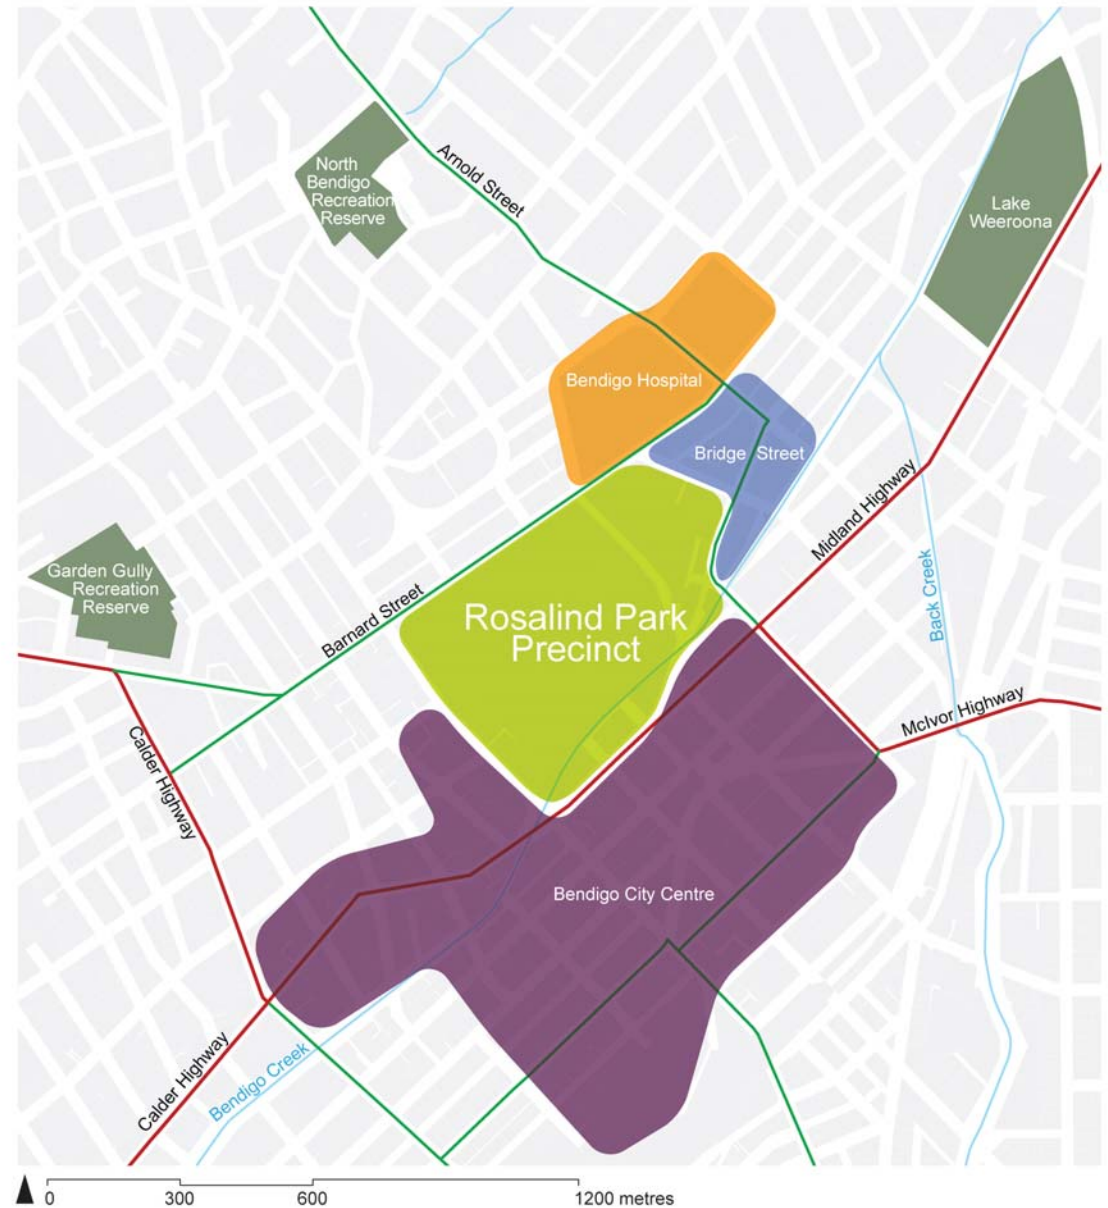 North
Bendigo
Recreation
Reserve
Arnold Street
Lake
Weeroona
Bendigo Hospital
Bridge Street
Midland Highway
Garden Gully
Recreation
Reserve
Barnard Street
Rosalind Park
Precinct
Back Creek
McIvor Highway
Calder Highway
Bendigo City Centre
Calder Highway
Bendigo Creek
0 300 600 1200 metres